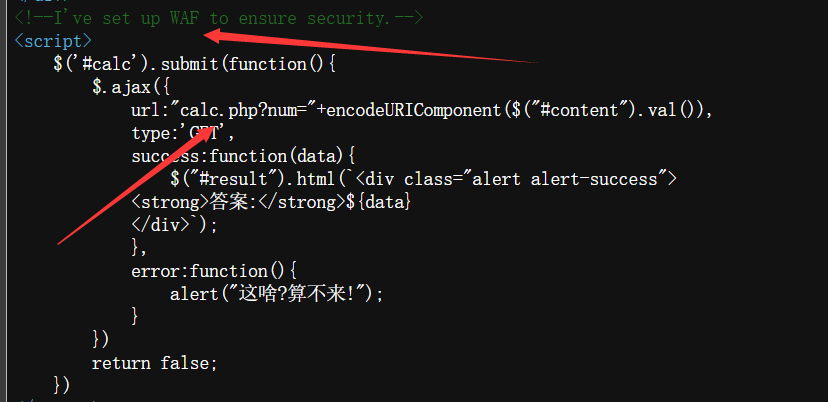 <!--I've set up WAF to ensure security.-->
<script>
$('#calc').submit(function(){
$.ajax({
url:"calc.php?num="+encodeURIComponent($("#content").val()),
type:'GET',
success:function(data){
$("#result").html(`<div class="alert alert-success">
<strong>答案:</strong>${data}
</div>`);
},
error:function(){
alert("这啥?算不来!");
}
})
return false;
})